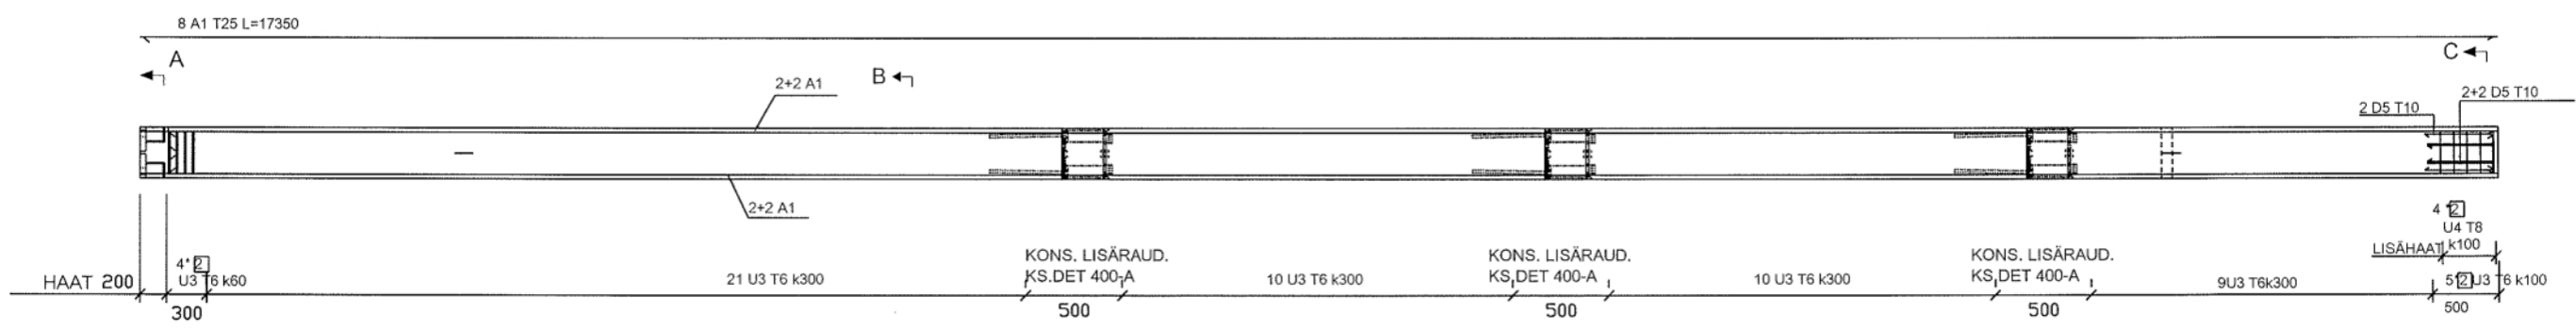 8 A1 T25 L=17350
A
B
C
2+2 A1
2+2 D5 T10
2 D5 T10
2+2 A1
4*2
U4 T8
k100
LISÄHAAT
KONS. LISÄRAUD.
KS.DET 400-A
KONS. LISÄRAUD.
KS.DET 400-A
KONS. LISÄRAUD.
KS.DET 400-A
HAAT 200
4*2
U3 T6 k60
21 U3 T6 k300
10 U3 T6 k300
10 U3 T6 k300
9U3 T6k300
5*2 U3 T6 k100
300
500
500
500
500